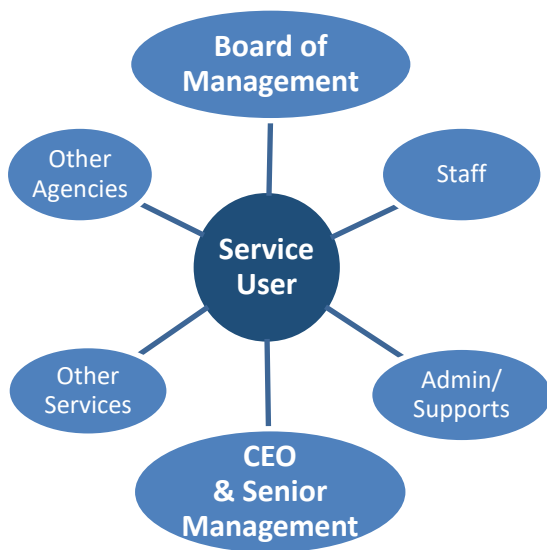 Board of
Management
Other
Agencies
Staff
Service
User
Other
Services
Admin/
Supports
CEO
& Senior
Management